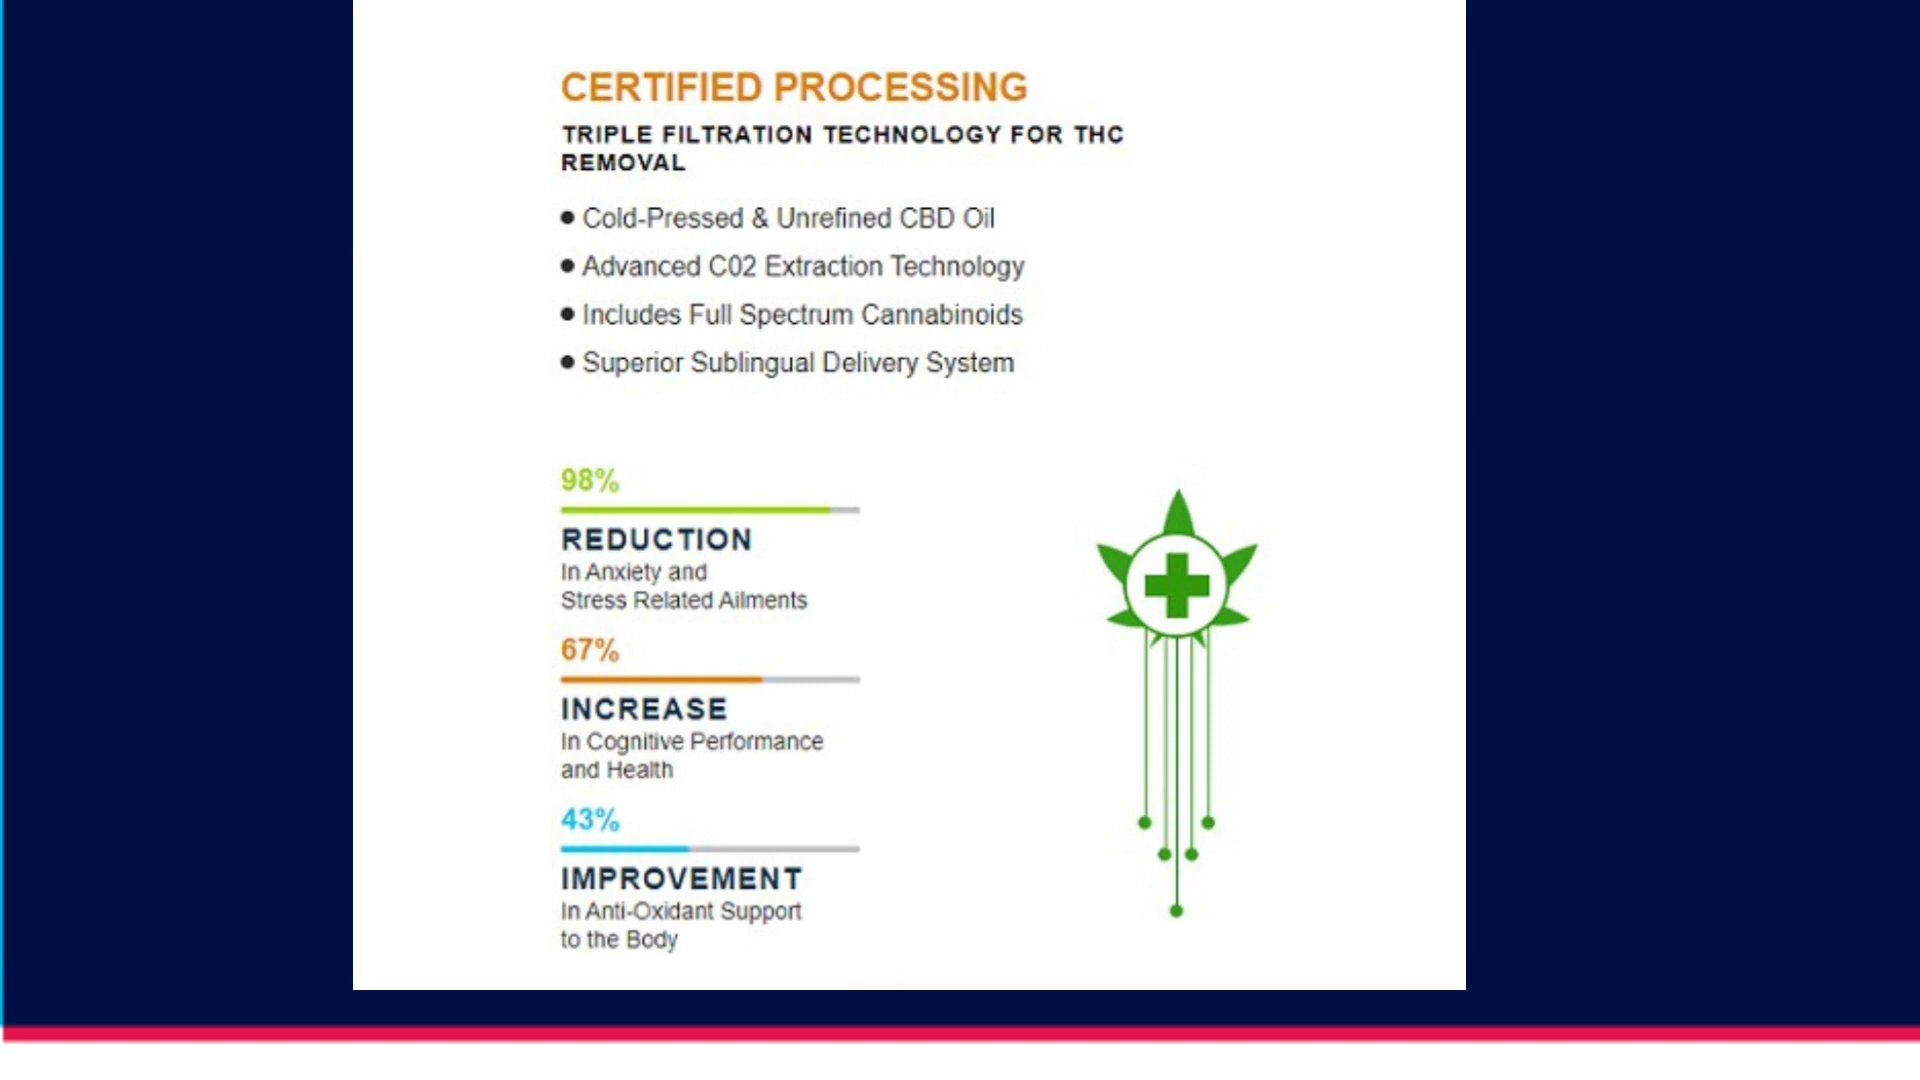 CERTIFIED PROCESSING
TRIPLE FILTRATION TECHNOLOGY FOR THC
REMOVAL
● Cold-Pressed & Unrefined CBD Oil
● Advanced C02 Extraction Technology
● Includes Full Spectrum Cannabinoids
● Superior Sublingual Delivery System
98%
REDUCTION
In Anxiety and
Stress Related Ailments
67%
INCREASE
In Cognitive Performance
and Health
43%
IMPROVEMENT
In Anti-Oxidant Support
to the Body